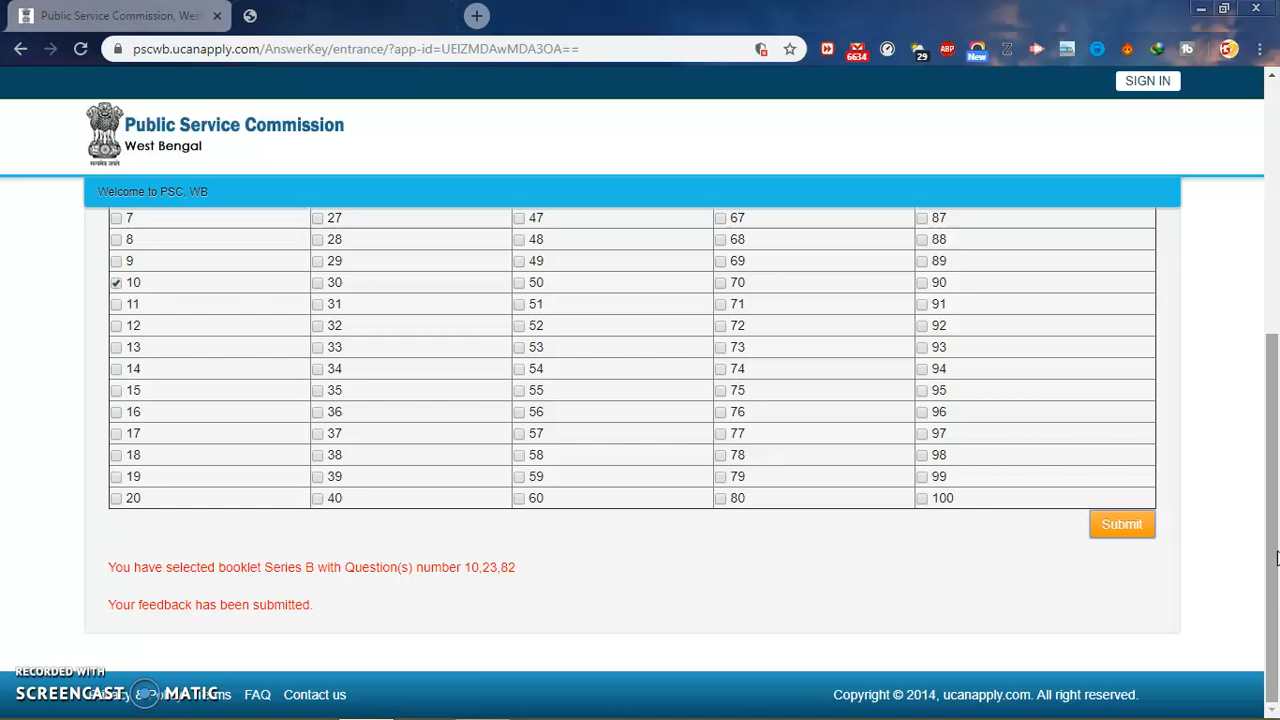 Public Service Commission, West
pscwb.ucanapply.com/AnswerKey/entrance/?app-id=UEIZMDAwMDA3OA==
6634
29
ABP
New
SIGN IN
Public Service Commission
West Bengal
सत्यमेव जयते
Welcome to PSC, WB
7 27 47 67 87
8 28 48 68 88
9 29 49 69 89
10 30 50 70 90
11 31 51 71 91
12 32 52 72 92
13 33 53 73 93
14 34 54 74 94
15 35 55 75 95
16 36 56 76 96
17 37 57 77 97
18 38 58 78 98
19 39 59 79 99
20 40 60 80 100
Submit
You have selected booklet Series B with Question(s) number 10,23,82
Your feedback has been submitted.
RECORDED WITH
SCREENCAST MATIC
FAQ Contact us
Copyright © 2014, ucanapply.com. All right reserved.